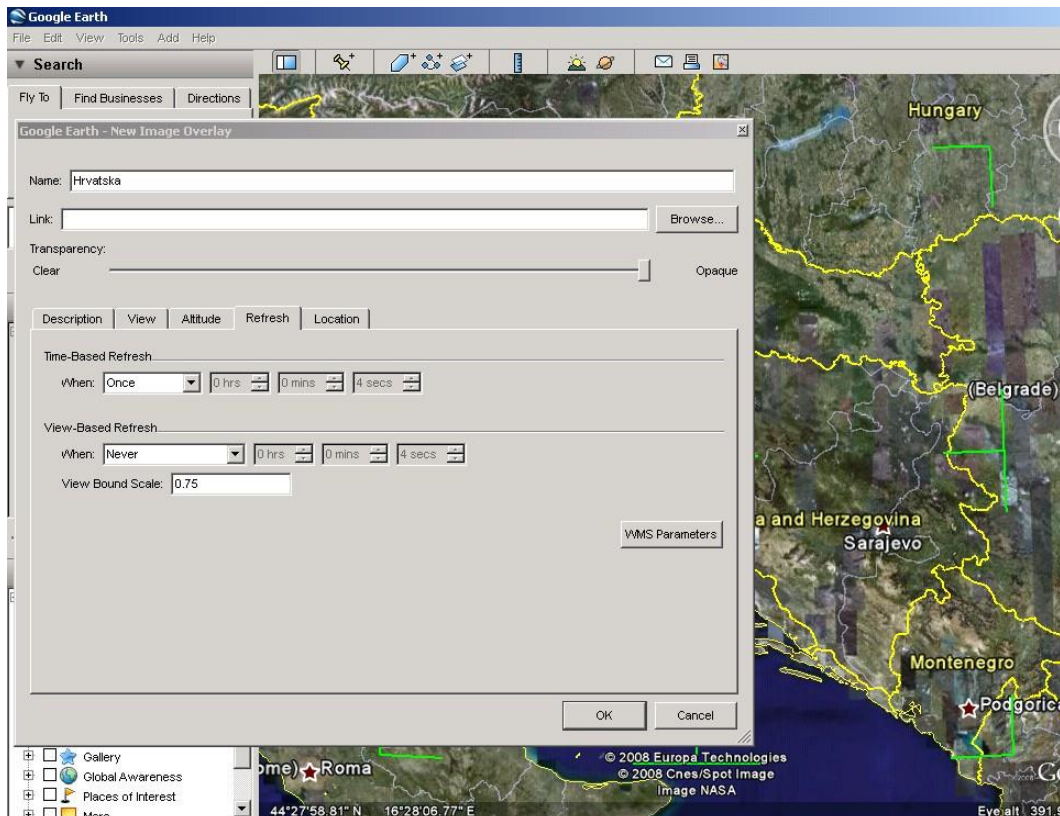 Google Earth
File Edit View Tools Add Help
Search
Fly To Find Businesses Directions
Google Earth - New Image Overlay
Name: Hrvatska
Link: Browse...
Transparency:
Clear Opaque
Description View Altitude Refresh Location
Time-Based Refresh
When: Once 0 hrs 0 mins 4 secs
View-Based Refresh
When: Never 0 hrs 0 mins 4 secs
View Bound Scale: 0.75
WMS Parameters
OK Cancel
Hungary
(Belgrade)
a and Herzegovina
Sarajevo
Montenegro
Podgorica
Gallery
Global Awareness
Places of Interest
More
ome) Roma
© 2008 Europa Technologies
© 2008 Cnes/Spot Image
Image NASA
44°27'58.81" N 16°28'06.77" E
Eye alt 391.9